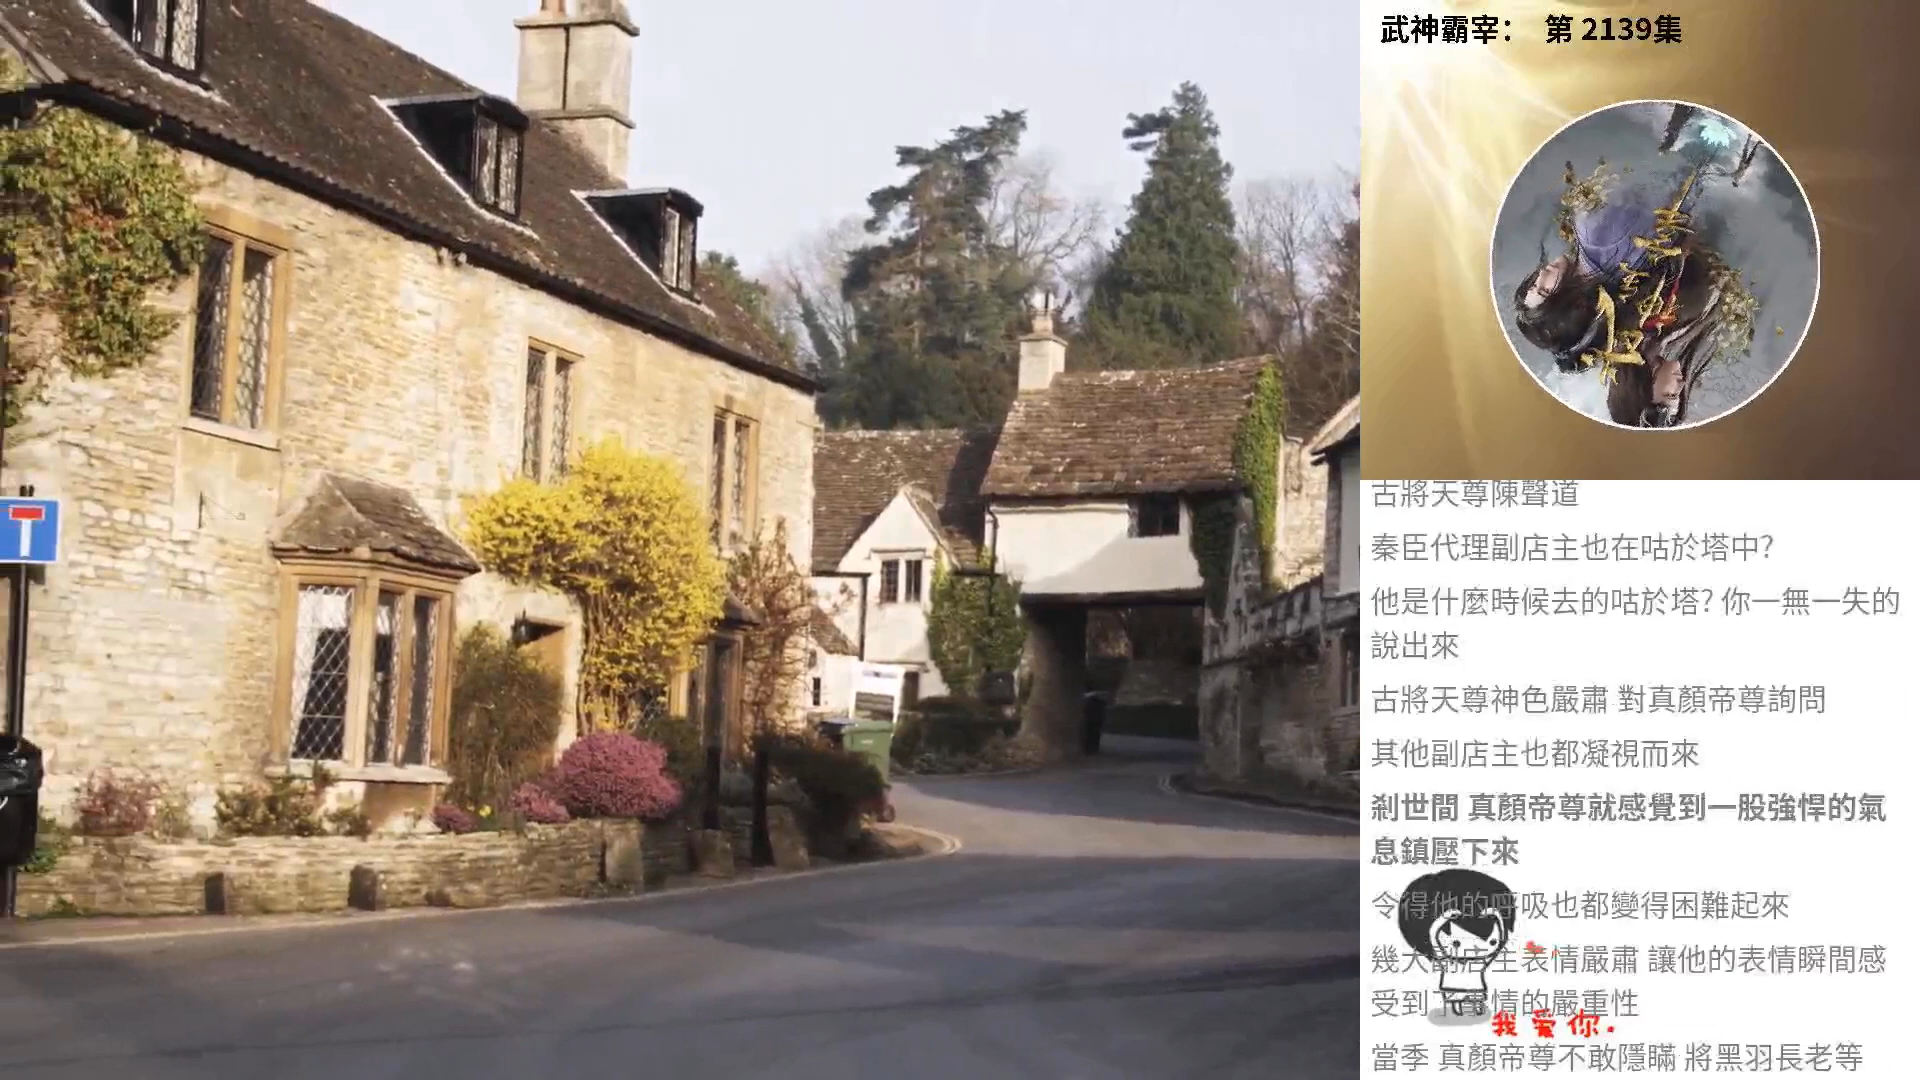 武神霸宰： 第 2139集
古將天尊陳聲道
秦臣代理副店主也在咕於塔中?
他是什麼時候去的咕於塔? 你一無一失的
說出來
古將天尊神色嚴肅 對真顏帝尊詢問
其他副店主也都凝視而來
剎世間 真顏帝尊就感覺到一股強悍的氣
息鎮壓下來
令得他的呼吸也都變得困難起來
幾大副店主表情嚴肅 讓他的表情瞬間感
受到了事情的嚴重性
我爱你.
當季 真顏帝尊不敢隱瞞 將黑羽長老等